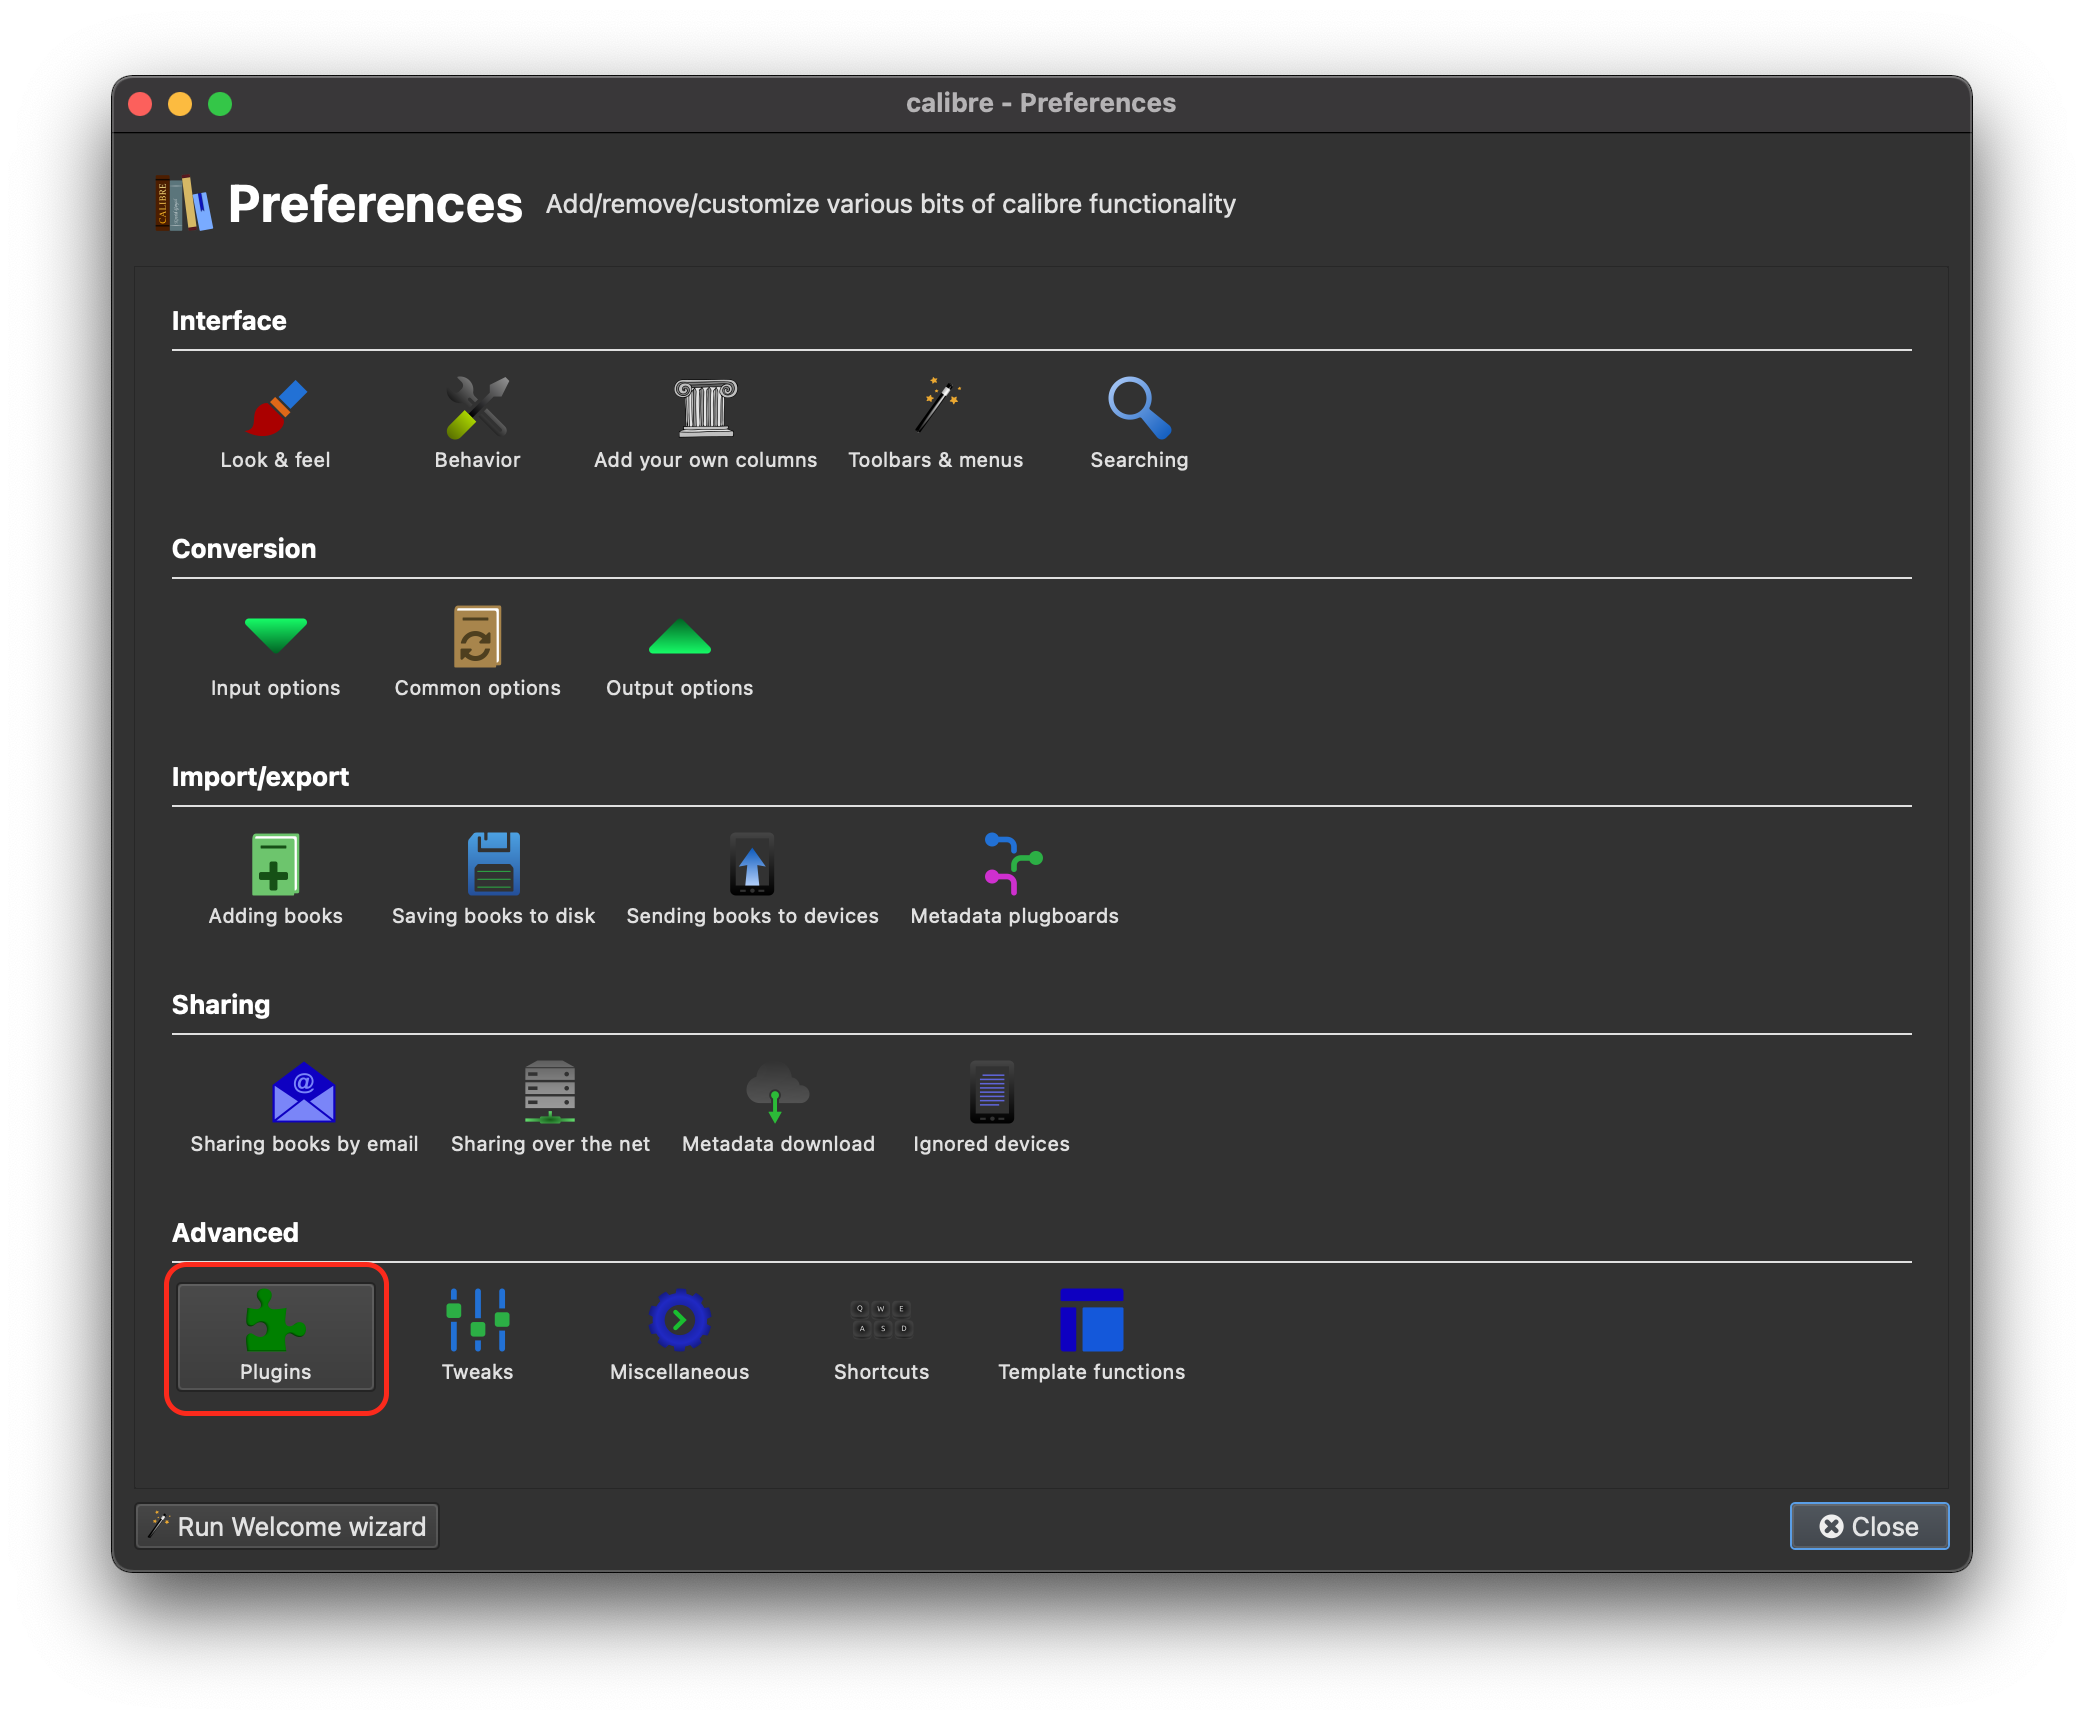 calibre - Preferences
CALIBRE
Preferences Add/remove/customize various bits of calibre functionality
Interface
Look & feel Behavior Add your own columns Toolbars & menus Searching
Conversion
Input options Common options Output options
Import/export
Adding books Saving books to disk Sending books to devices Metadata plugboards
Sharing
@
Sharing books by email Sharing over the net Metadata download Ignored devices
Advanced
Q W E
A S D
Plugins Tweaks Miscellaneous Shortcuts Template functions
Run Welcome wizard Close